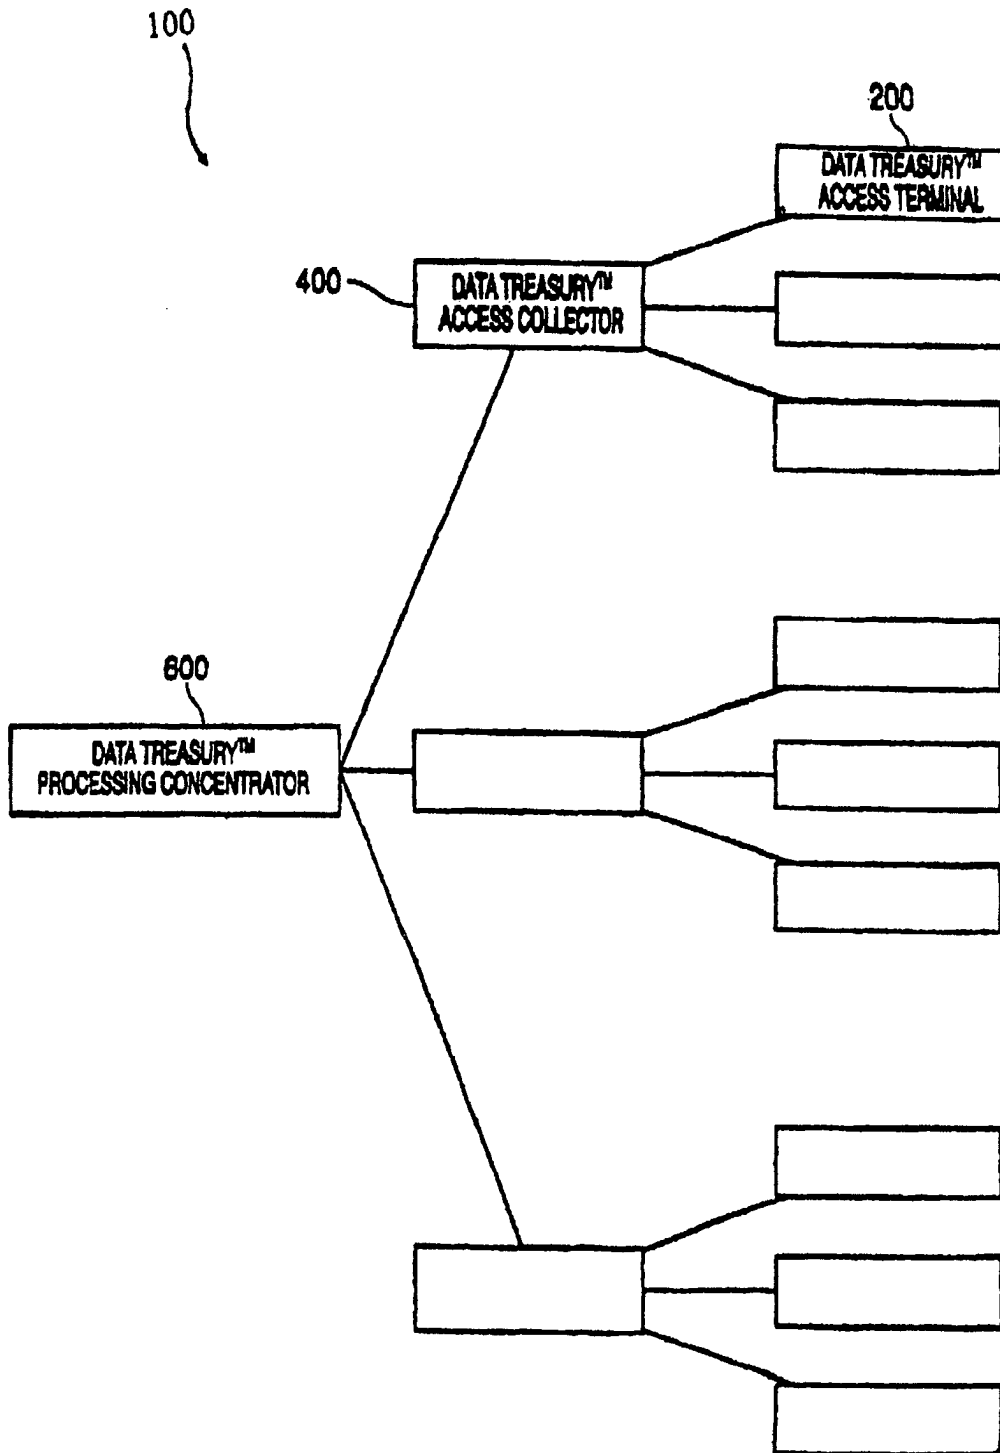 100
200
DATA TREASURY™
ACCESS TERMINAL
400
DATA TREASURY™
ACCESS COLLECTOR
600
DATA TREASURY™
PROCESSING CONCENTRATOR